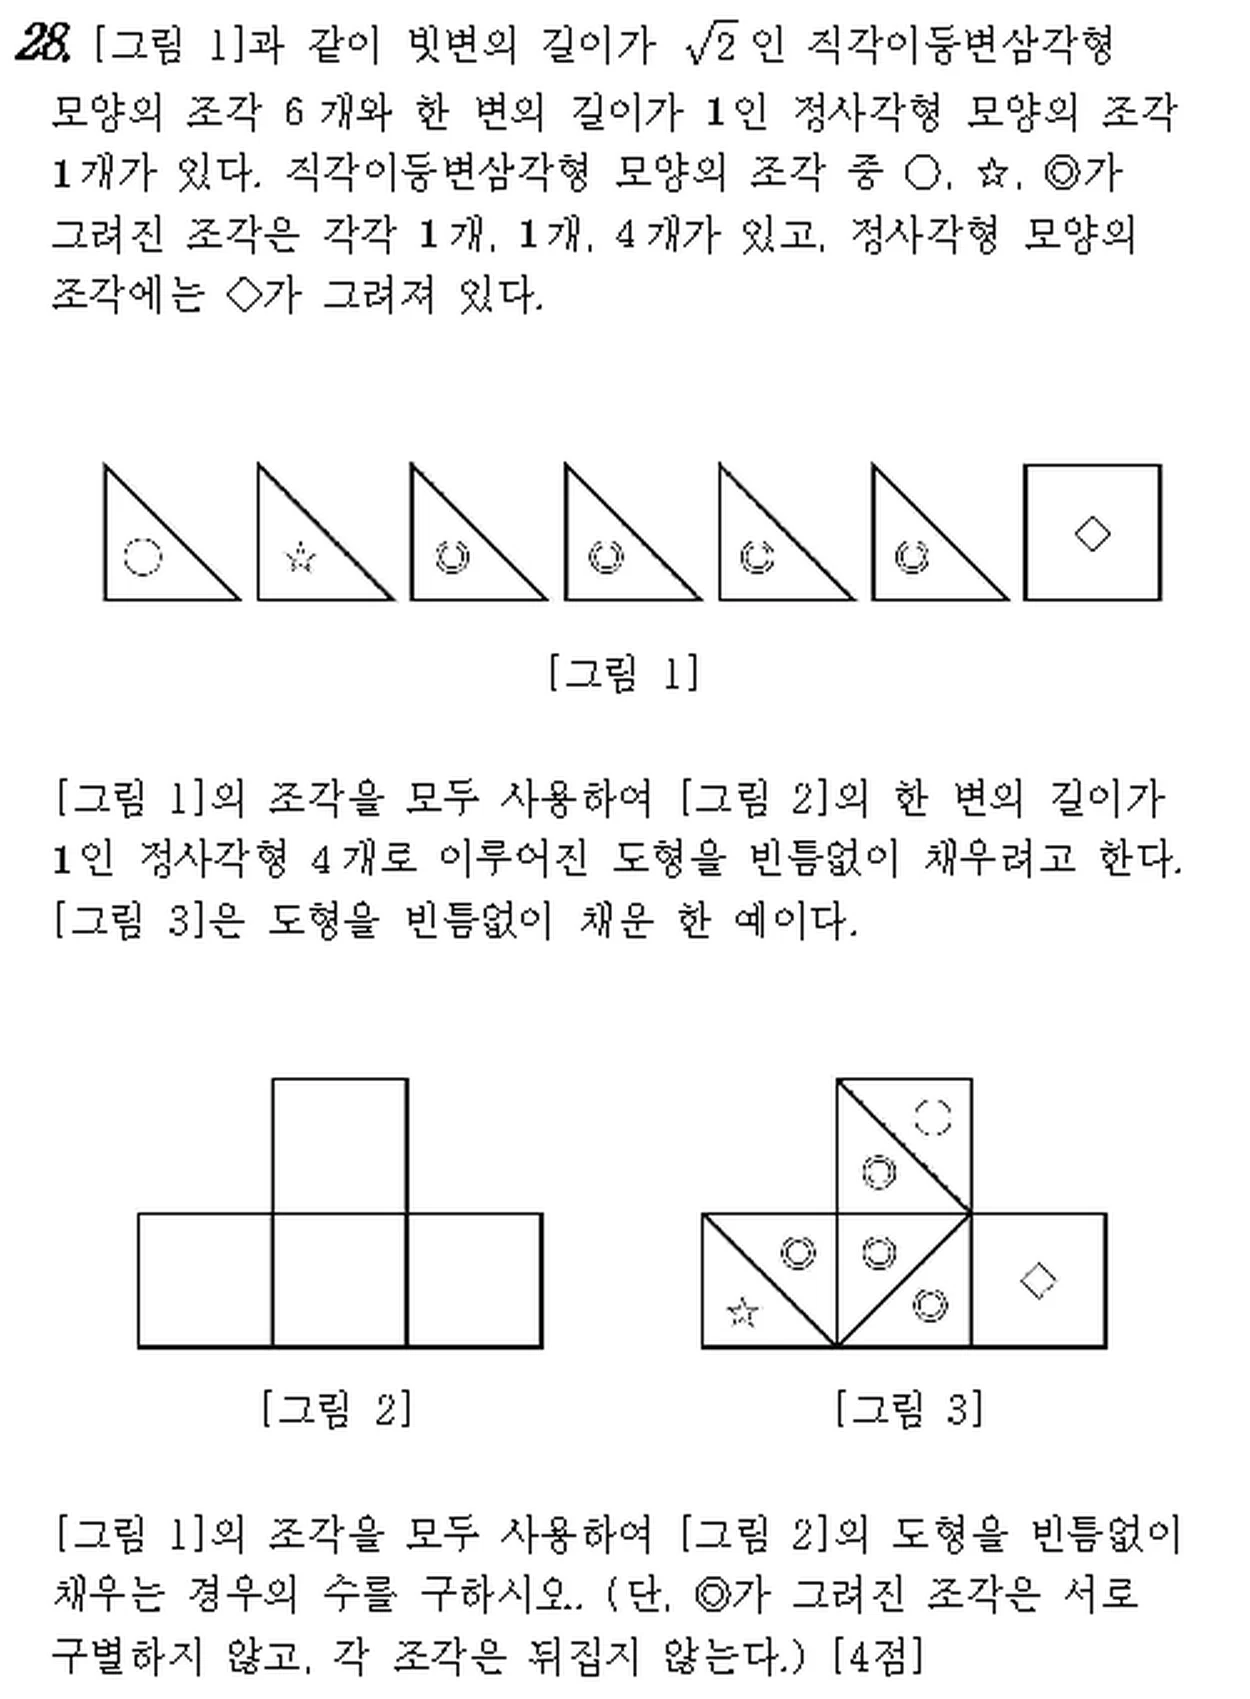 28. [그림 1]과 같이 빗변의 길이가 √2 인 직각이등변삼각형
모양의 조각 6 개와 한 변의 길이가 1인 정사각형 모양의 조각
1개가 있다. 직각이등변삼각형 모양의 조각 중 ○, ☆, ◎가
그려진 조각은 각각 1개, 1개, 4개가 있고, 정사각형 모양의
조각에는 ◇가 그려져 있다.
○ ☆ ◎ ◎ ◎ ◎ ◇
[그림 1]
[그림 1]의 조각을 모두 사용하여 [그림 2]의 한 변의 길이가
1인 정사각형 4개로 이루어진 도형을 빈틈없이 채우려고 한다.
[그림 3]은 도형을 빈틈없이 채운 한 예이다.
○
◎
◎ ◎ ◇
☆ ◎
[그림 2] [그림 3]
[그림 1]의 조각을 모두 사용하여 [그림 2]의 도형을 빈틈없이
채우는 경우의 수를 구하시오.. (단, ◎가 그려진 조각은 서로
구별하지 않고, 각 조각은 뒤집지 않는다.) [4점]